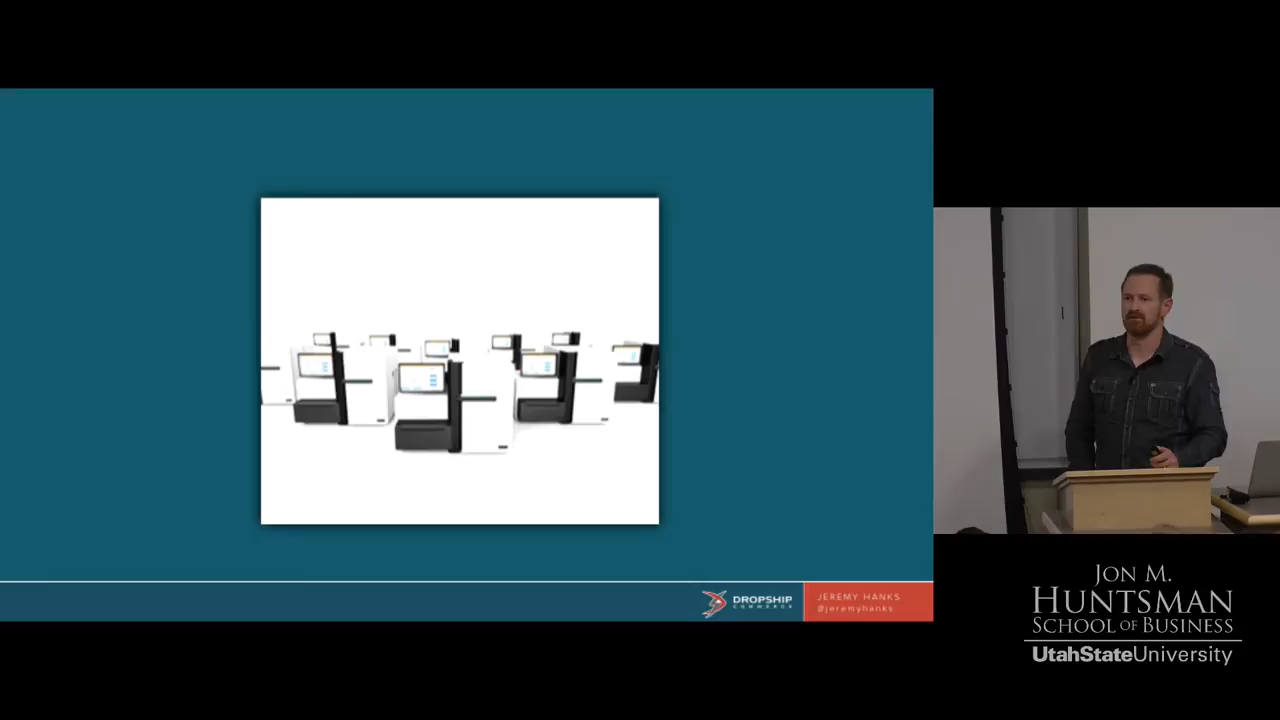 DROPSHIP
COMMERCE
JEREMY HANKS
@jeremyhanks
JON M.
HUNTSMAN
SCHOOL OF BUSINESS
UtahStateUniversity